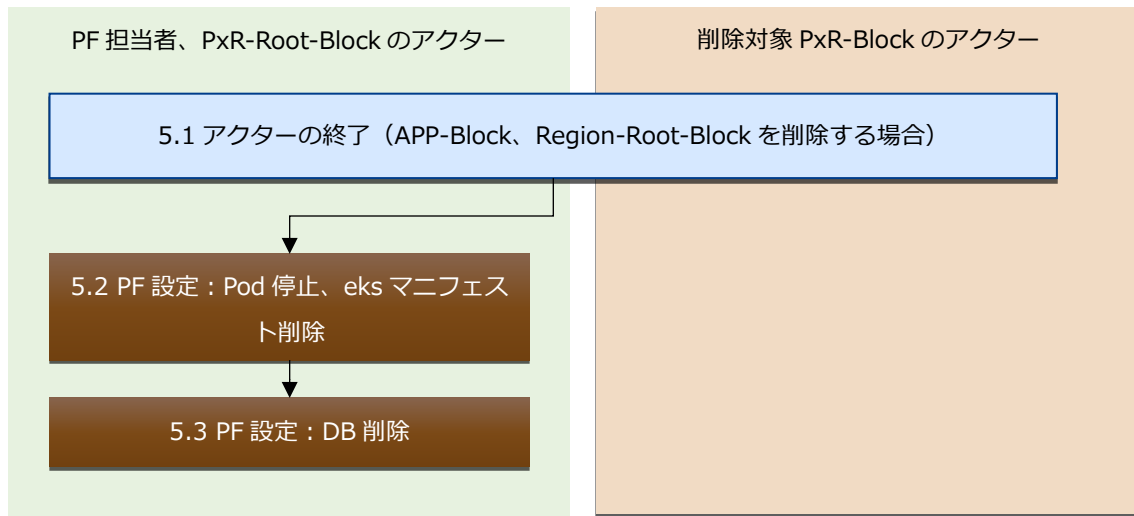 PF 担当者、PxR-Root-Block のアクター
削除対象 PxR-Block のアクター
5.1 アクターの終了（APP-Block、Region-Root-Block を削除する場合）
5.2 PF 設定：Pod 停止、eks マニフェス
ト削除
5.3 PF 設定：DB 削除